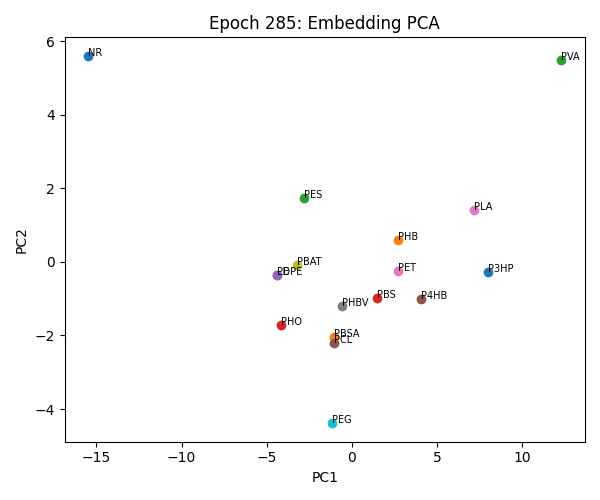 Epoch 285: Embedding PCA
6
4
2
0
−2
−4
PC2
NR
PVA
PES
PLA
PHB
PBAT
LDPE
PET
P3HP
PBS
P4HB
PHBV
PHO
PBSA
PCL
PEG
−15
−10
−5
0
5
10
PC1